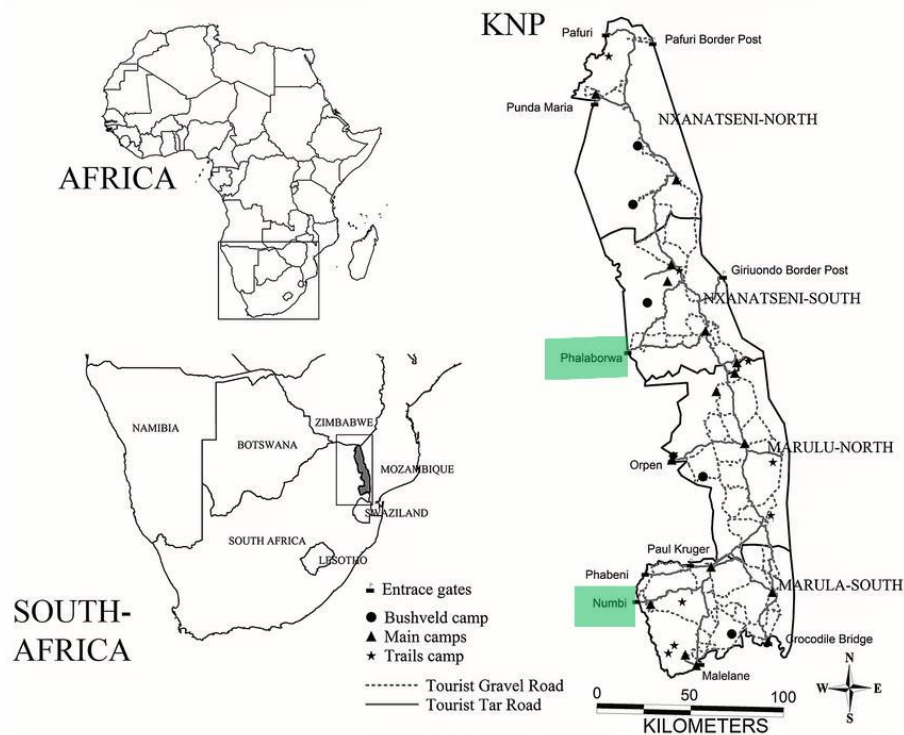 KNP
Pafuri
Pafuri Border Post
Punda Maria
NXANATSENI-NORTH
AFRICA
Giriuondo Border Post
NXANATSENI-SOUTH
Phalaborwa
NAMIBIA
ZIMBABWE
BOTSWANA
MOZAMBIQUE
SWAZILAND
SOUTH AFRICA
LESOTHO
MARULU-NORTH
Orpen
Paul Kruger
Phabeni
MARULA-SOUTH
Numbi
Crocodile Bridge
Malelane
SOUTH-
AFRICA
Entrace gates
Bushveld camp
Main camps
Trails camp
Tourist Gravel Road
Tourist Tar Road
0 50 100
KILOMETERS
N
W E
S